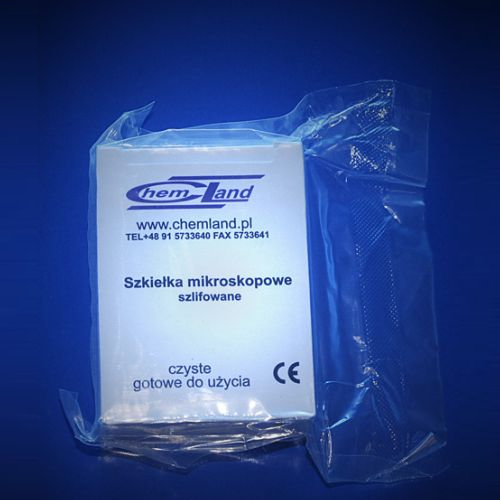 Chem Land
www.chemland.pl
TEL+48 91 5733640 FAX 5733641
Szkiełka mikroskopowe
szlifowane
czyste
gotowe do użycia
CE